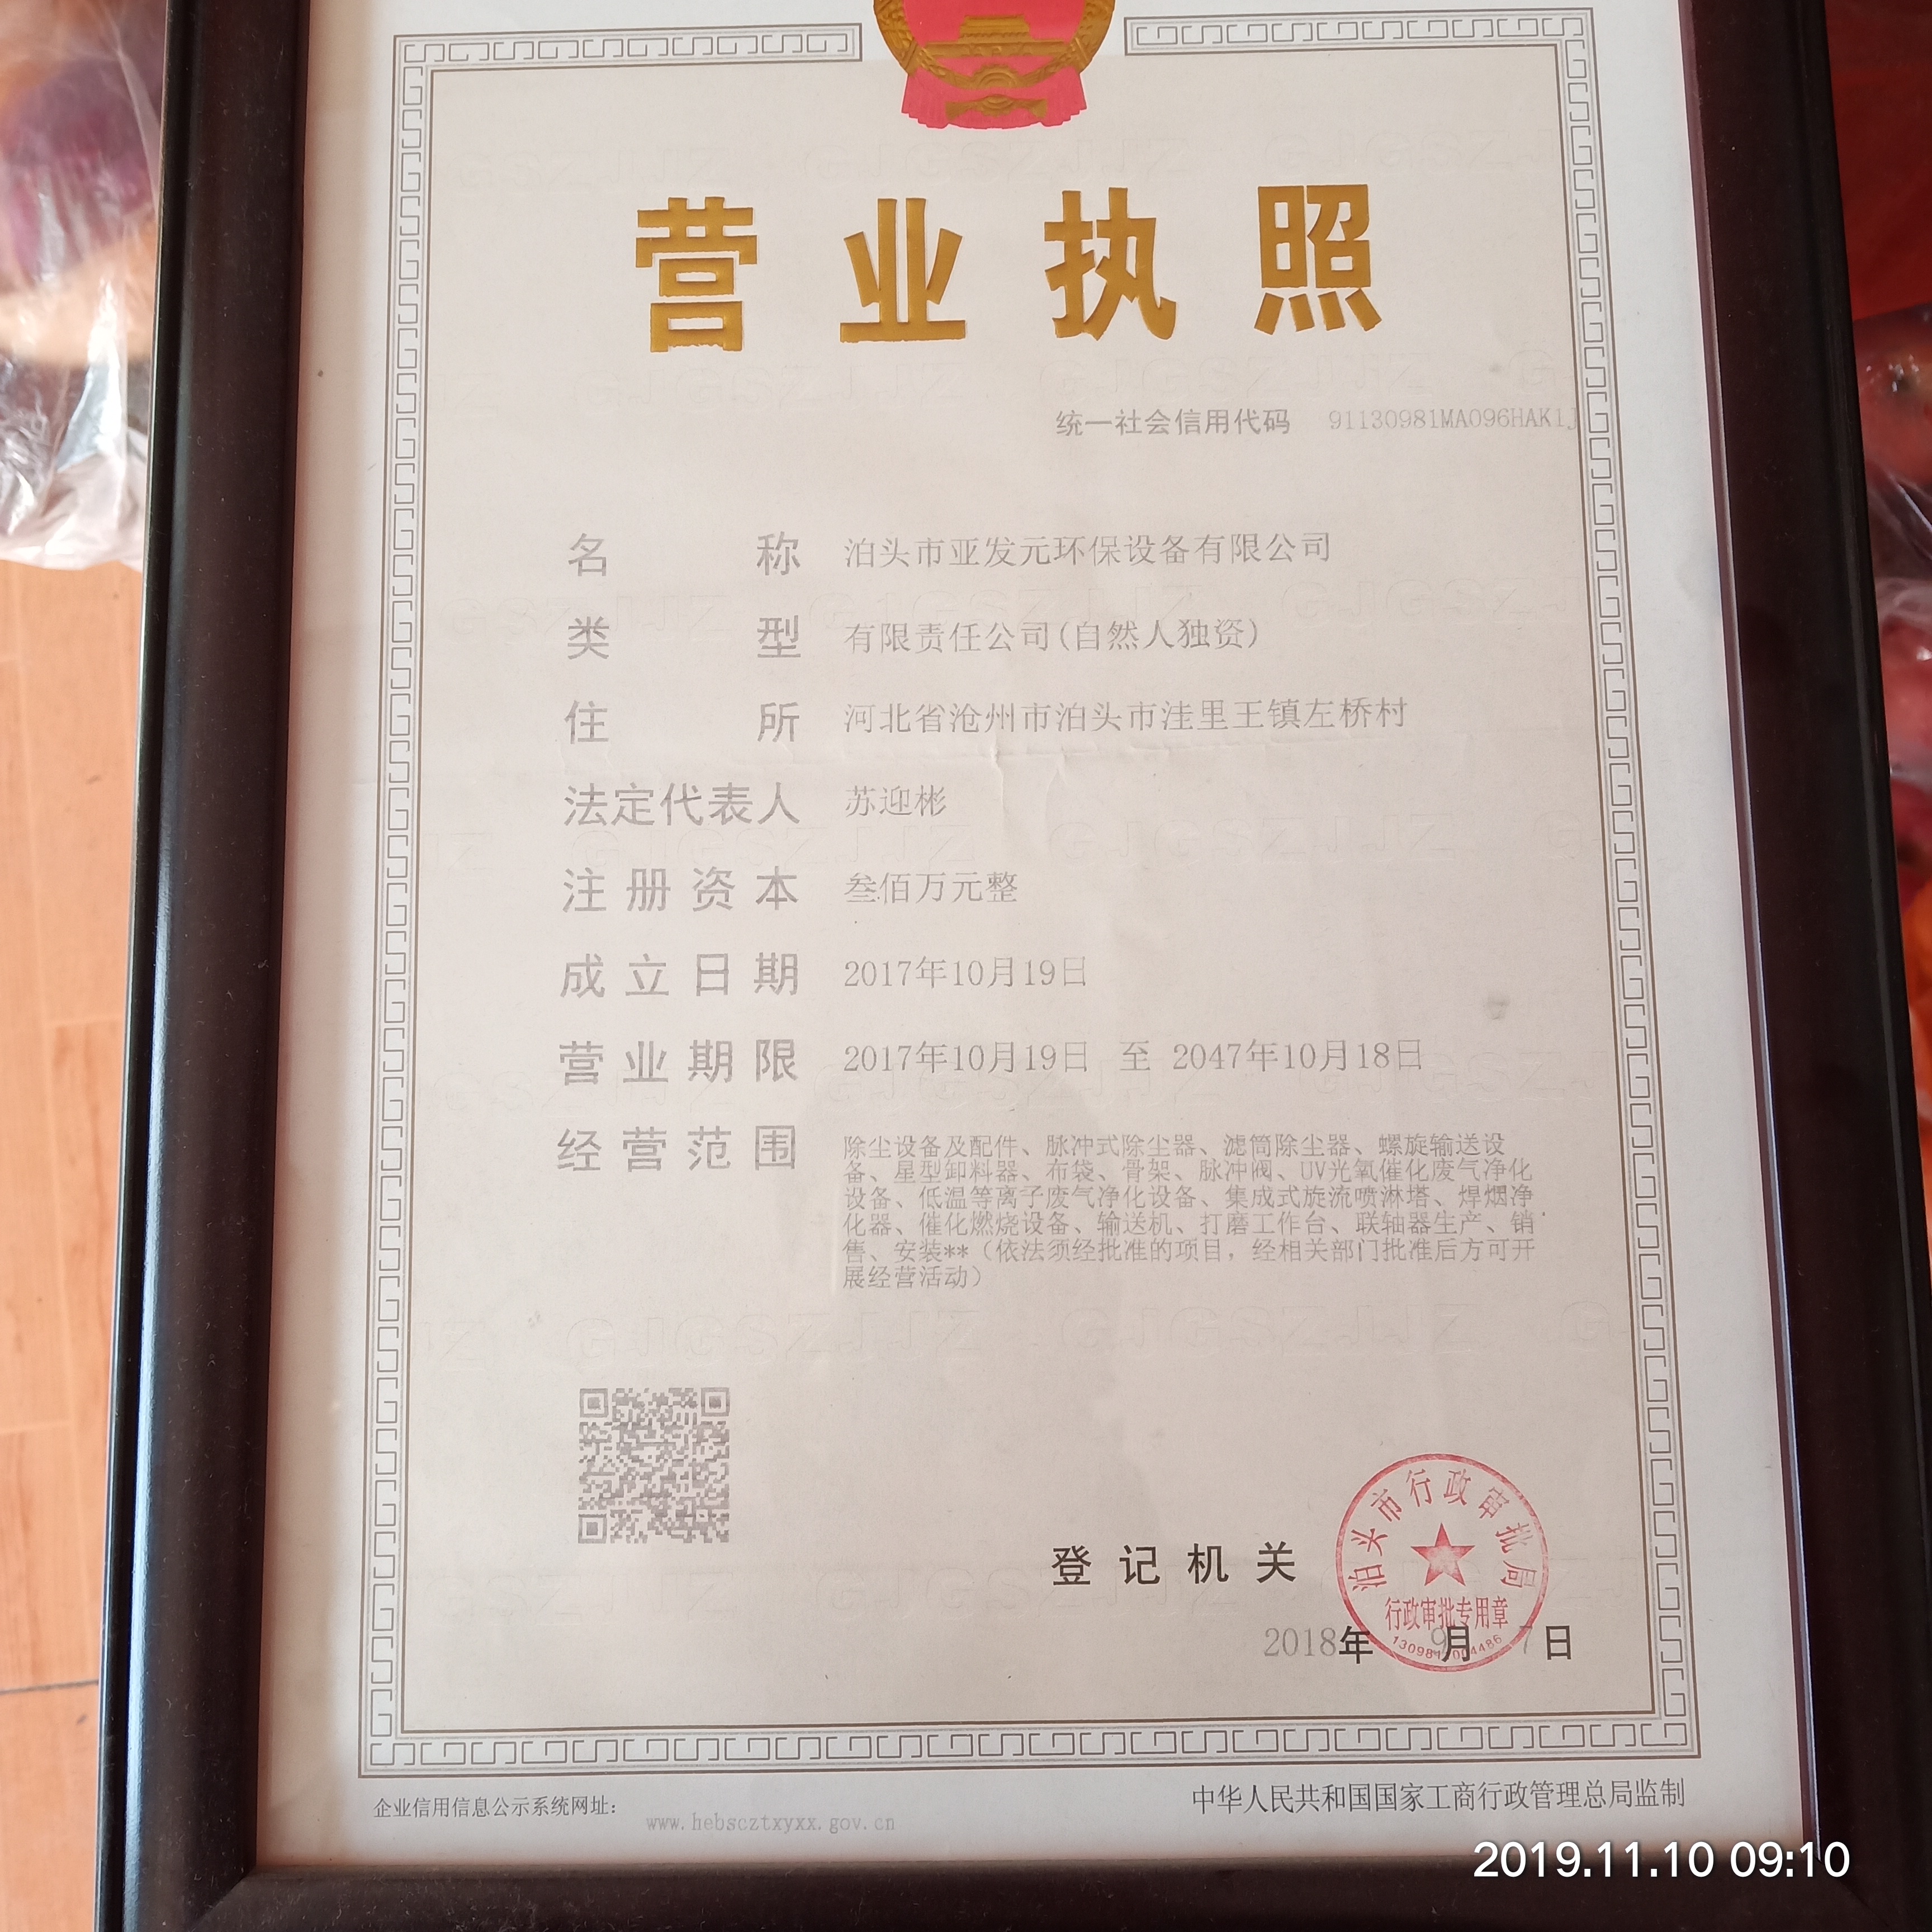 营业执照
统一社会信用代码 91130981MA096HAK1J
名称 泊头市亚发元环保设备有限公司
类型 有限责任公司(自然人独资)
住所 河北省沧州市泊头市洼里王镇左桥村
法定代表人 苏迎彬
注册资本 叁佰万元整
成立日期 2017年10月19日
营业期限 2017年10月19日 至 2047年10月18日
经营范围 除尘设备及配件、脉冲式除尘器、滤筒除尘器、螺旋输送设
备、星型卸料器、布袋、骨架、脉冲阀、UV光氧催化废气净化
设备、低温等离子废气净化设备、集成式旋流喷淋塔、焊烟净
化器、催化燃烧设备、输送机、打磨工作台、联轴器生产、销
售、安装**（依法须经批准的项目，经相关部门批准后方可开
展经营活动）
登记机关
泊头市行政审批局
行政审批专用章
2018年 9月 7日
企业信用信息公示系统网址：
www.hebscztxyxx.gov.cn
中华人民共和国国家工商行政管理总局监制
2019.11.10 09:10